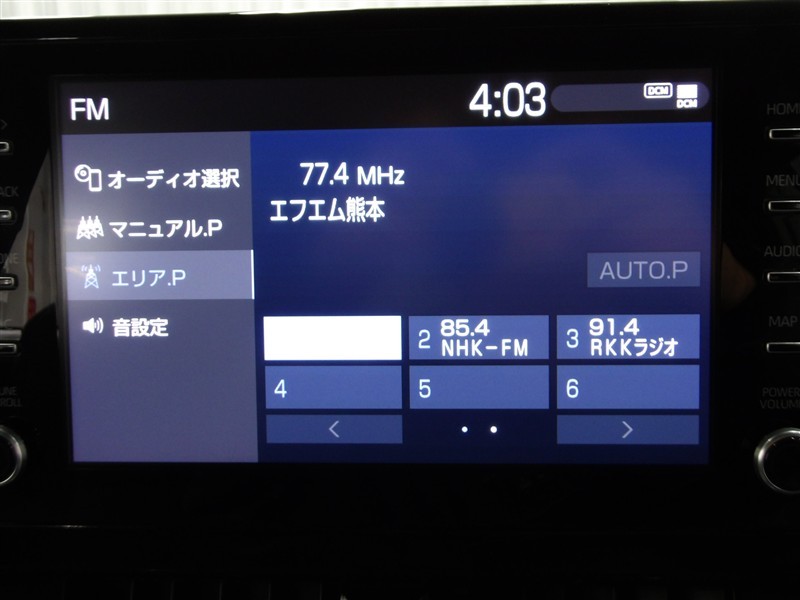 FM
4:03
DCM
DCM
オーディオ選択
マニュアル.P
エリア.P
音設定
77.4 MHz
エフエム熊本
AUTO.P
2 85.4
NHK-FM
3 91.4
RKKラジオ
4
5
6
<
>
HOM
MENU
AUDIO
MAP
POWER
VOLUM